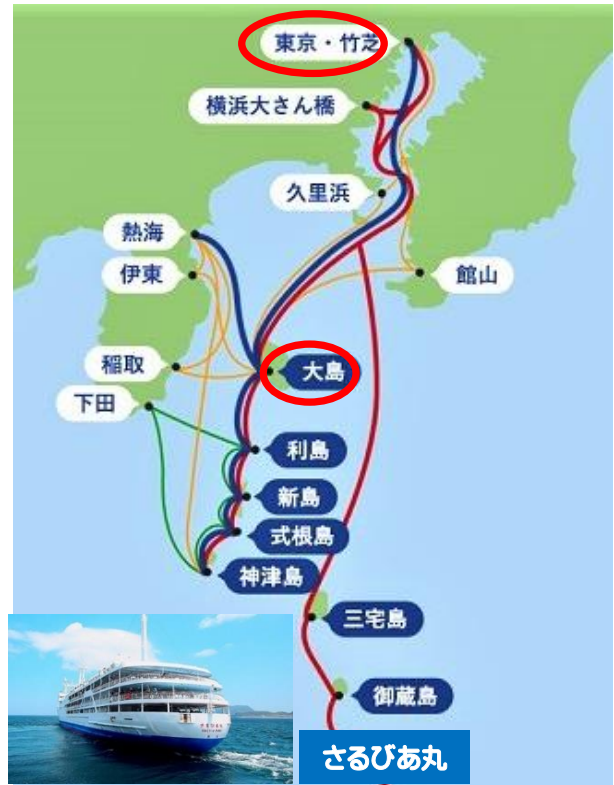 東京・竹芝
横浜大さん橋
久里浜
熱海
伊東
館山
稲取
大島
下田
利島
新島
式根島
神津島
三宅島
御蔵島
さるびあ丸